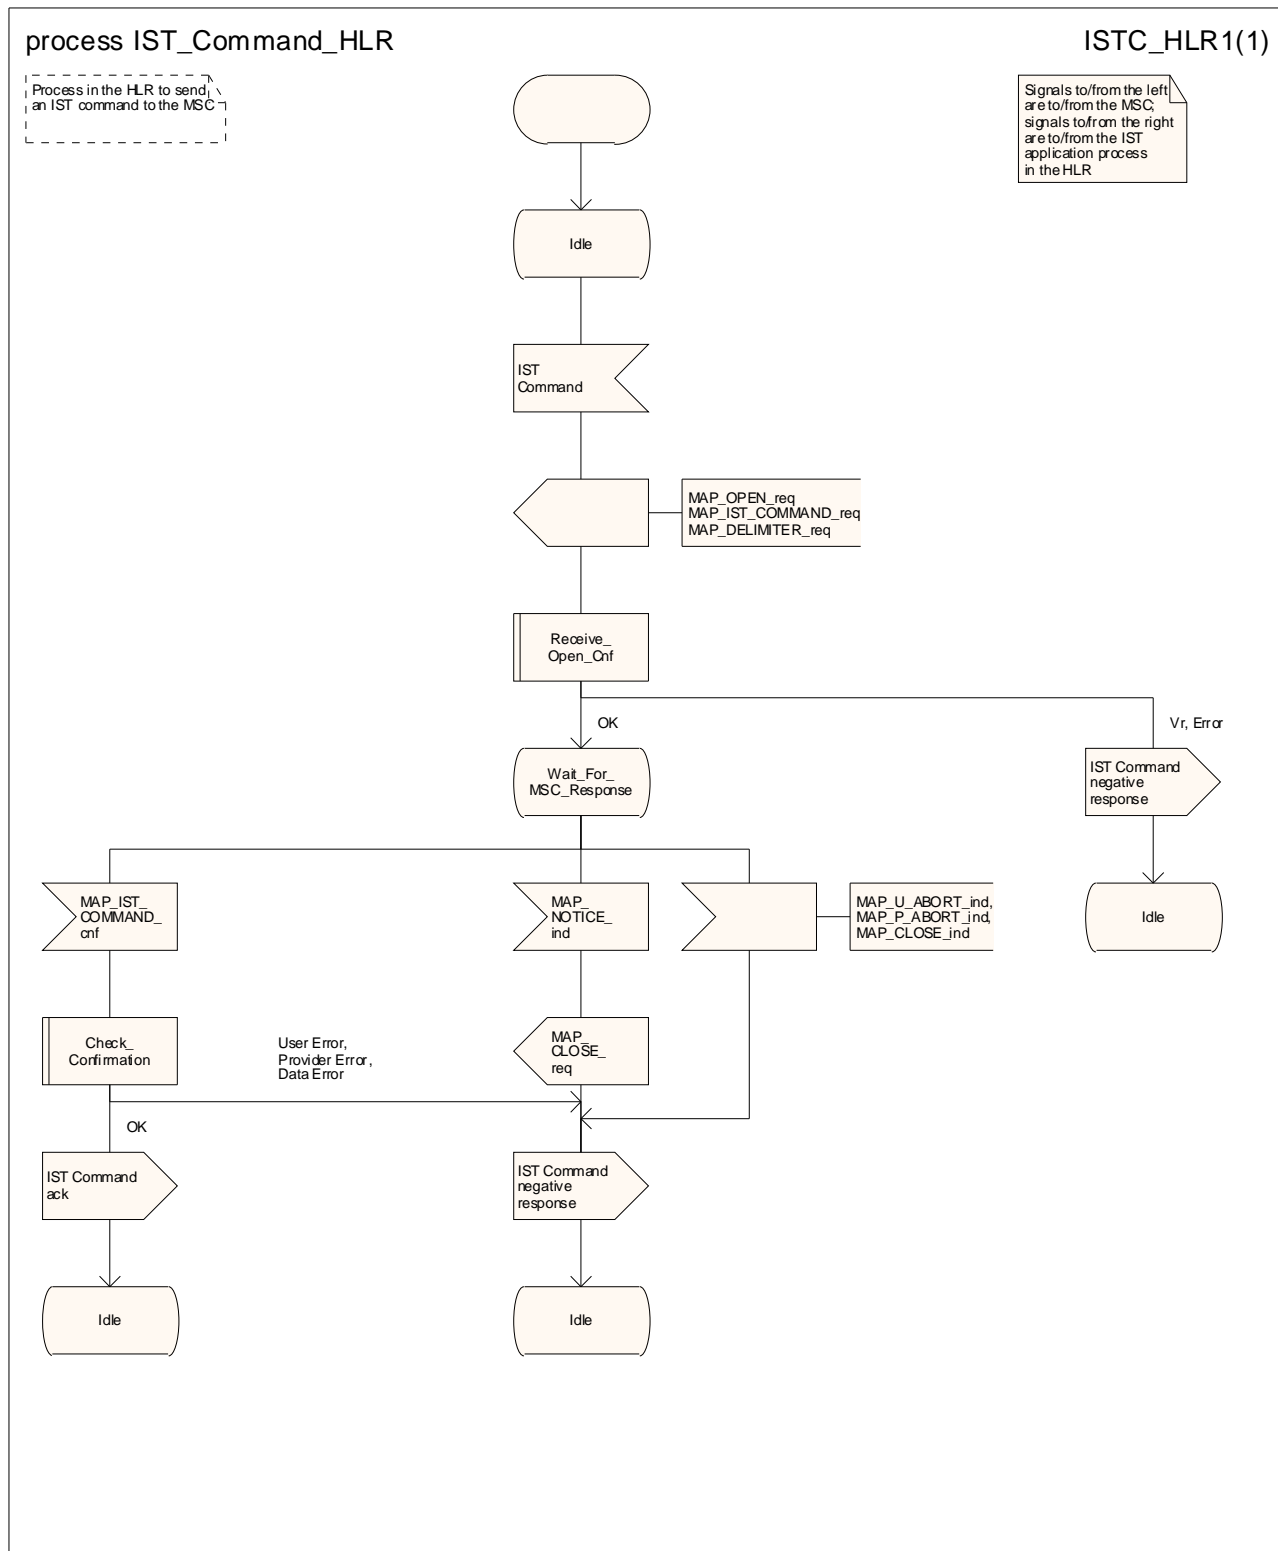 process IST_Command_HLR
ISTC_HLR1(1)
Process in the HLR to send
an IST command to the MSC
Signals to/from the left
are to/from the MSC;
signals to/from the right
are to/from the IST
application process
in the HLR
Idle
IST
Command
MAP_OPEN_req
MAP_IST_COMMAND_req
MAP_DELIMITER_req
Receive_
Open_Cnf
OK
Vr, Error
Wait_For_
MSC_Response
IST Command
negative
response
MAP_IST_
COMMAND_
cnf
MAP_
NOTICE_
ind
MAP_U_ABORT_ind,
MAP_P_ABORT_ind,
MAP_CLOSE_ind
Idle
Check_
Confirmation
User Error,
Provider Error,
Data Error
MAP_
CLOSE_
req
OK
IST Command
ack
IST Command
negative
response
Idle
Idle